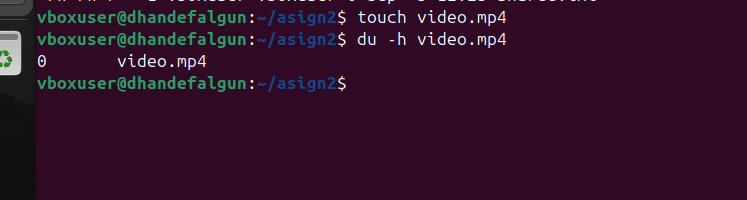 vboxuser@dhandefalgun:~/asign2$ touch video.mp4
vboxuser@dhandefalgun:~/asign2$ du -h video.mp4
0       video.mp4
vboxuser@dhandefalgun:~/asign2$